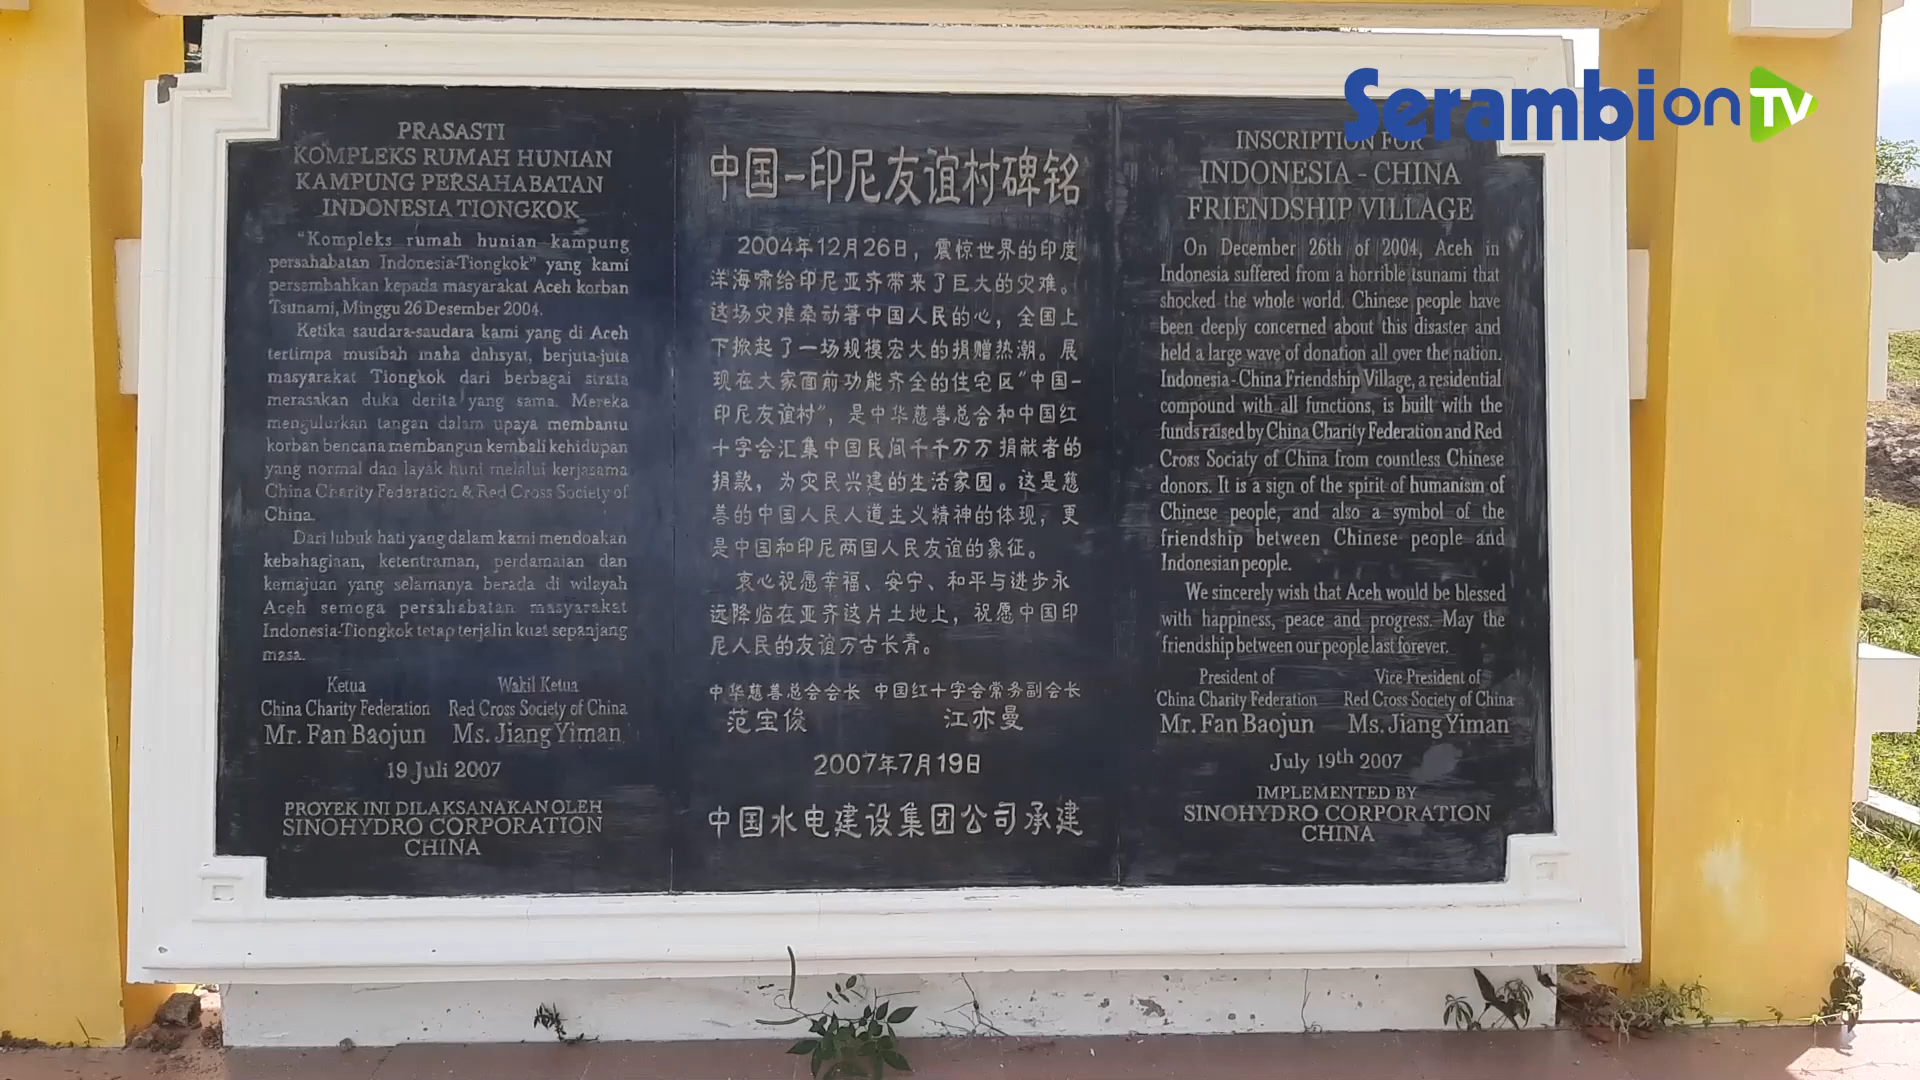 Serambi on TV
PRASASTI
KOMPLEKS RUMAH HUNIAN
KAMPUNG PERSAHABATAN
INDONESIA TIONGKOK
"Kompleks rumah hunian kampung
persahabatan Indonesia-Tiongkok" yang kami
persembahkan kepada masyarakat Aceh korban
Tsunami, Minggu 26 Desember 2004.
Ketika saudara-saudara kami yang di Aceh
tertimpa musibah maha dahsyat, berjuta-juta
masyarakat Tiongkok dari berbagai strata
merasakan duka derita yang sama. Mereka
mengulurkan tangan dalam upaya membantu
korban bencana membangun kembali kehidupan
yang normal dan layak huni melalui kerjasama
China Charity Federation & Red Cross Society of
China.
Dari lubuk hati yang dalam kami mendoakan
kebahagiaan, ketentraman, perdamaian dan
kemajuan yang selamanya berada di wilayah
Aceh semoga persahabatan masyarakat
Indonesia-Tiongkok tetap terjalin kuat sepanjang
masa.
Ketua Wakil Ketua
China Charity Federation Red Cross Society of China
Mr. Fan Baojun Ms. Jiang Yiman
19 Juli 2007
PROYEK INI DILAKSANAKAN OLEH
SINOHYDRO CORPORATION
CHINA
中国-印尼友谊村碑铭
2004年12月26日，震惊世界的印度
洋海啸给印尼亚齐带来了巨大的灾难。
这场灾难牵动著中国人民的心，全国上
下掀起了一场规模宏大的捐赠热潮。展
现在大家面前功能齐全的住宅区"中国-
印尼友谊村"，是中华慈善总会和中国红
十字会汇集中国民间千千万万捐献者的
捐款，为灾民兴建的生活家园。这是慈
善的中国人民人道主义精神的体现，更
是中国和印尼两国人民友谊的象征。
衷心祝愿幸福、安宁、和平与进步永
远降临在亚齐这片土地上，祝愿中国印
尼人民的友谊万古长青。
中华慈善总会会长 中国红十字会常务副会长
范宝俊 江亦曼
2007年7月19日
中国水电建设集团公司承建
INSCRIPTION FOR
INDONESIA - CHINA
FRIENDSHIP VILLAGE
On December 26th of 2004, Aceh in
Indonesia suffered from a horrible tsunami that
shocked the whole world. Chinese people have
been deeply concerned about this disaster and
held a large wave of donation all over the nation.
Indonesia-China Friendship Village, a residential
compound with all functions, is built with the
funds raised by China Charity Federation and Red
Cross Sociaty of China from countless Chinese
donors. It is a sign of the spirit of humanism of
Chinese people, and also a symbol of the
friendship between Chinese people and
Indonesian people.
We sincerely wish that Aceh would be blessed
with happiness, peace and progress. May the
friendship between our people last forever.
President of Vice President of
China Charity Federation Red Cross Society of China
Mr. Fan Baojun Ms. Jiang Yiman
July 19th 2007
IMPLEMENTED BY
SINOHYDRO CORPORATION
CHINA